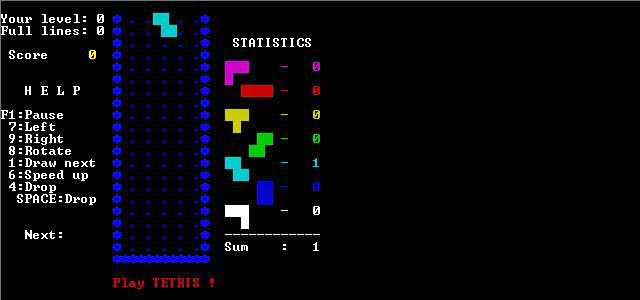 Your level: 0
Full lines: 0
Score 0
H E L P
F1:Pause
7:Left
9:Right
8:Rotate
1:Draw next
6:Speed up
4:Drop
SPACE:Drop
Next:
Play TETRIS !
STATISTICS
- 0
- 0
- 0
- 0
- 1
- 0
- 0
Sum : 1